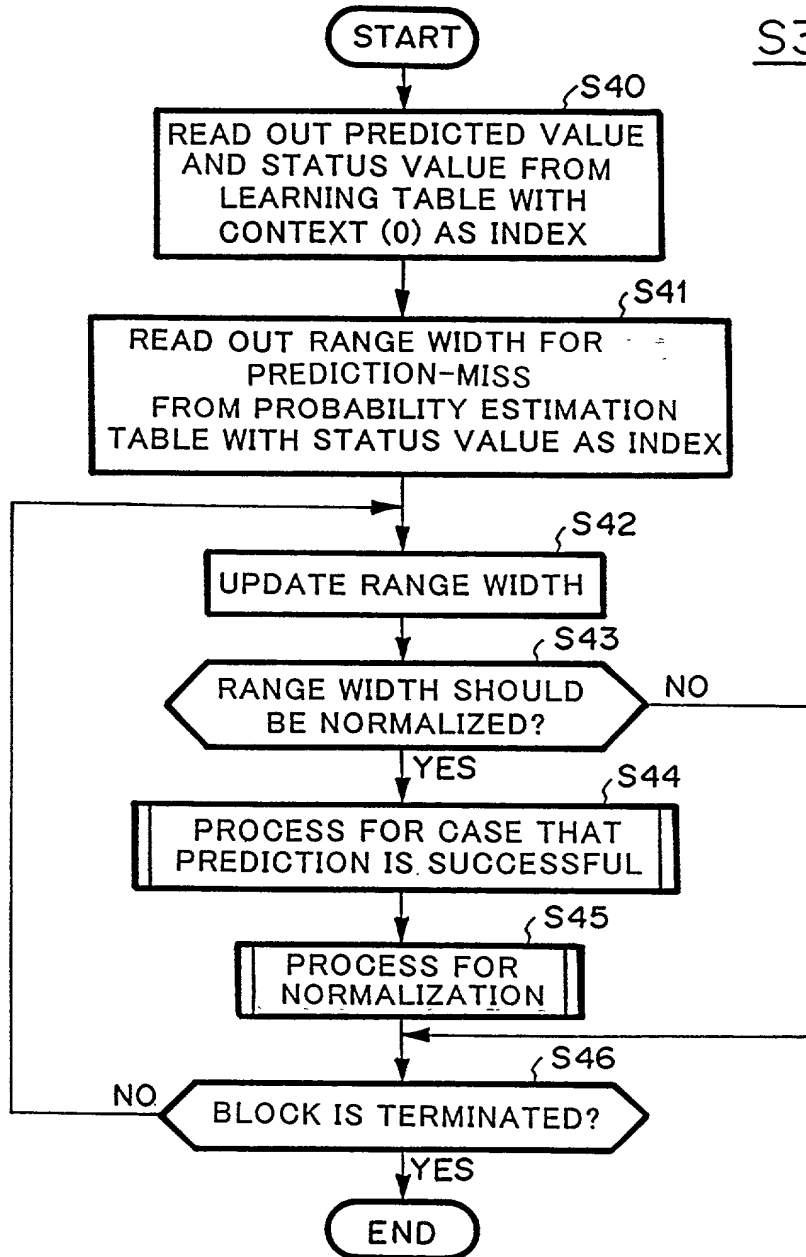 START
S3
S40
READ OUT PREDICTED VALUE
AND STATUS VALUE FROM
LEARNING TABLE WITH
CONTEXT (0) AS INDEX
S41
READ OUT RANGE WIDTH FOR
PREDICTION-MISS
FROM PROBABILITY ESTIMATION
TABLE WITH STATUS VALUE AS INDEX
S42
UPDATE RANGE WIDTH
S43
RANGE WIDTH SHOULD
BE NORMALIZED?
NO
YES
S44
PROCESS FOR CASE THAT
PREDICTION IS SUCCESSFUL
S45
PROCESS FOR
NORMALIZATION
S46
NO
BLOCK IS TERMINATED?
YES
END